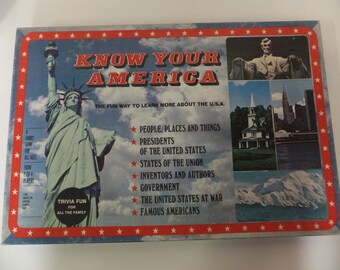 KNOW YOUR
AMERICA
THE FUN WAY TO LEARN MORE ABOUT THE U.S.A.
★ PEOPLE, PLACES AND THINGS
★ PRESIDENTS
OF THE UNITED STATES
★ STATES OF THE UNION
★ INVENTORS AND AUTHORS
★ GOVERNMENT
★ THE UNITED STATES AT WAR
★ FAMOUS AMERICANS
TRIVIA FUN
FOR
ALL THE FAMILY